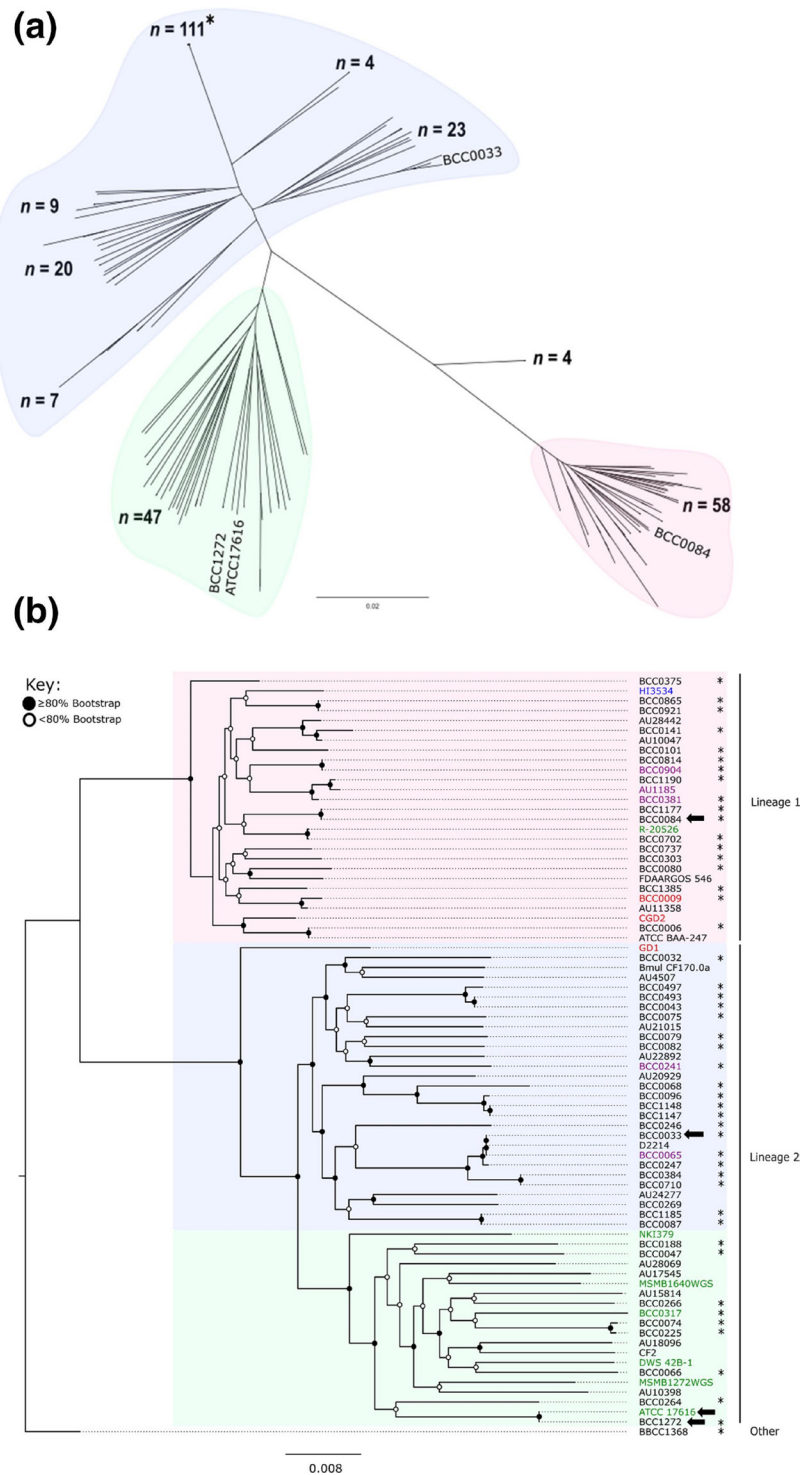 (a)
n = 111*
n = 4
n = 23
BCC0033
n = 9
n = 20
n = 7
n = 4
n =47
BCC1272
ATCC17616
n = 58
BCC0084
0.02
(b)
Key:
≥80% Bootstrap
<80% Bootstrap
BCC0375 *
HI3534
BCC0865 *
BCC0921 *
AU28442
BCC0141 *
AU10047
BCC0101 *
BCC0814 *
BCC0904 *
BCC1190 *
AU1185
BCC0381 *
BCC1177 *
BCC0084 *
R-20526
BCC0702 *
BCC0737 *
BCC0303 *
BCC0080 *
FDAARGOS 546
BCC1385 *
BCC0009 *
AU11358
CGD2
BCC0006 *
ATCC BAA-247
Lineage 1
GD1
BCC0032 *
Bmul CF170.0a
AU4507
BCC0497 *
BCC0493 *
BCC0043 *
BCC0075 *
AU21015
BCC0079 *
BCC0082 *
AU22892
BCC0241 *
AU20929
BCC0068 *
BCC0096 *
BCC1148 *
BCC1147 *
BCC0246 *
BCC0033 *
D2214
BCC0065 *
BCC0247 *
BCC0384 *
BCC0710 *
AU24277
BCC0269
BCC1185 *
BCC0087 *
Lineage 2
NKI379
BCC0188 *
BCC0047 *
AU28069
AU17545
MSMB1640WGS
AU15814
BCC0266 *
BCC0317 *
BCC0074 *
BCC0225 *
AU18096
CF2
DWS 42B-1
BCC0066 *
MSMB1272WGS
AU10398
BCC0264 *
ATCC 17616
BCC1272 *
BBCC1368 *
Other
0.008